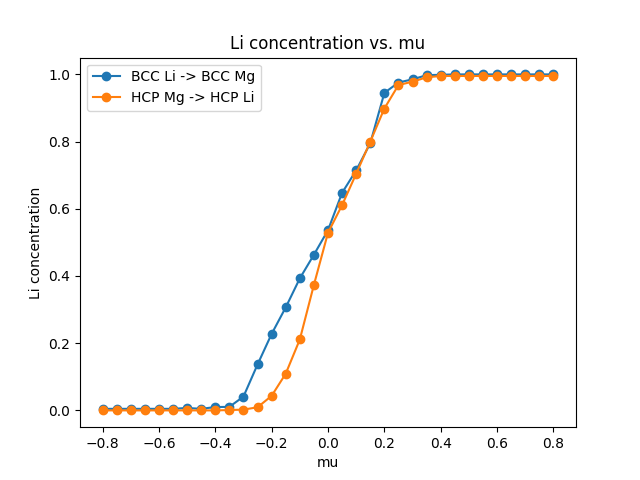 Li concentration vs. mu
BCC Li -> BCC Mg
HCP Mg -> HCP Li
Li concentration
1.0
0.8
0.6
0.4
0.2
0.0
−0.8 −0.6 −0.4 −0.2 0.0 0.2 0.4 0.6 0.8
mu